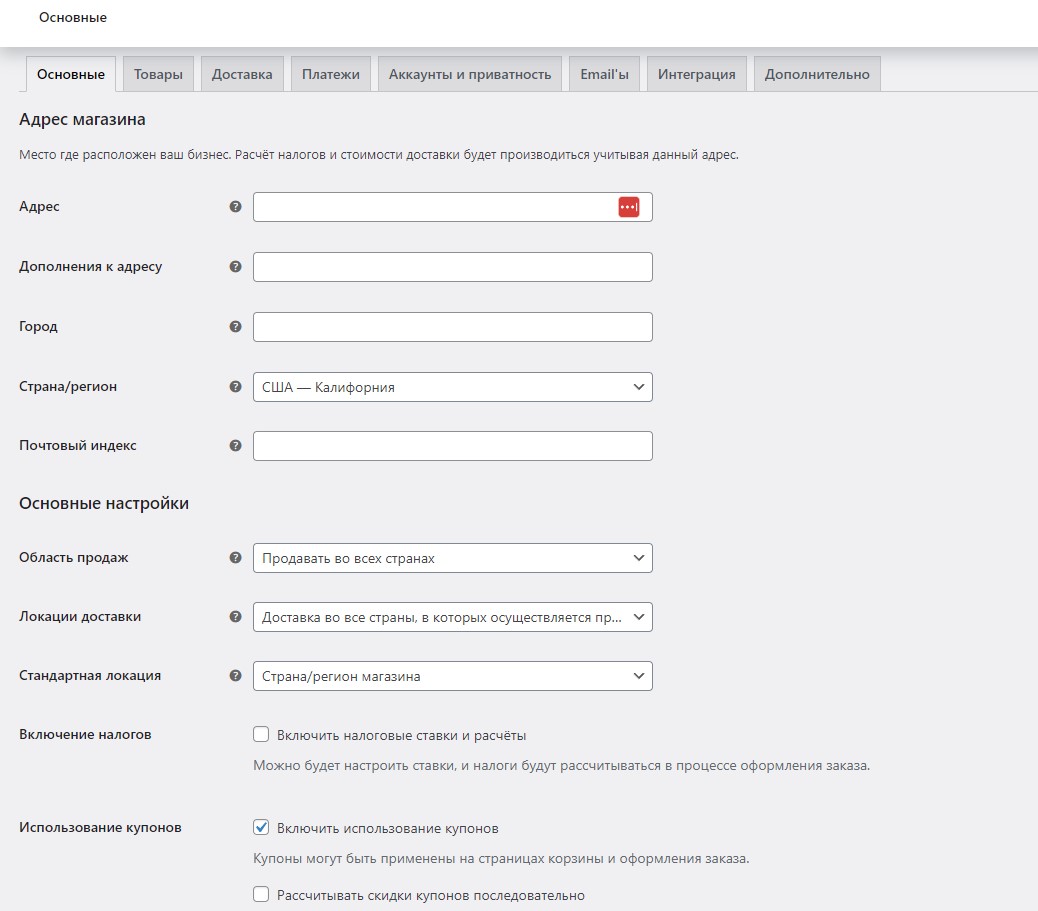 Основные
Основные Товары Доставка Платежи Аккаунты и приватность Email'ы Интеграция Дополнительно
Адрес магазина
Место где расположен ваш бизнес. Расчёт налогов и стоимости доставки будет производиться учитывая данный адрес.
Адрес
Дополнения к адресу
Город
Страна/регион США — Калифорния
Почтовый индекс
Основные настройки
Область продаж Продавать во всех странах
Локации доставки Доставка во все страны, в которых осуществляется пр...
Стандартная локация Страна/регион магазина
Включение налогов Включить налоговые ставки и расчёты
Можно будет настроить ставки, и налоги будут рассчитываться в процессе оформления заказа.
Использование купонов Включить использование купонов
Купоны могут быть применены на страницах корзины и оформления заказа.
Рассчитывать скидки купонов последовательно